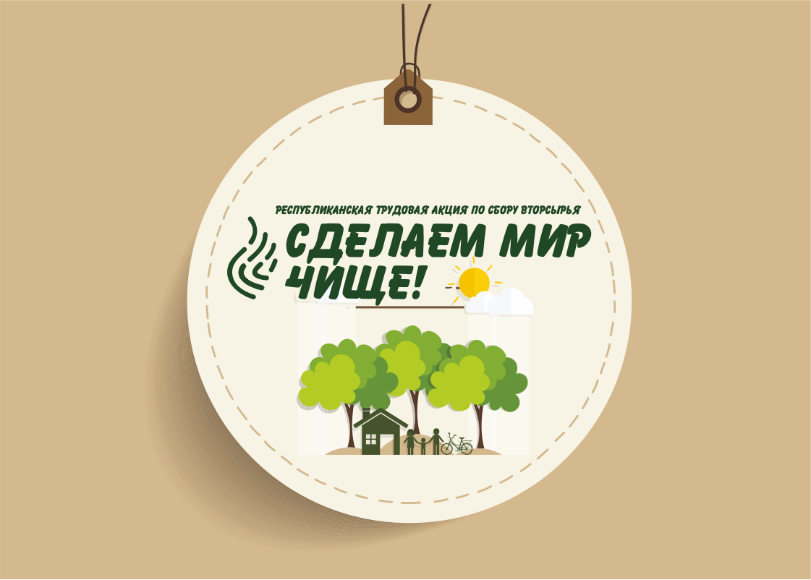 РЕСПУБЛИКАНСКАЯ ТРУДОВАЯ АКЦИЯ ПО СБОРУ ВТОРСЫРЬЯ
СДЕЛАЕМ МИР
ЧИЩЕ!